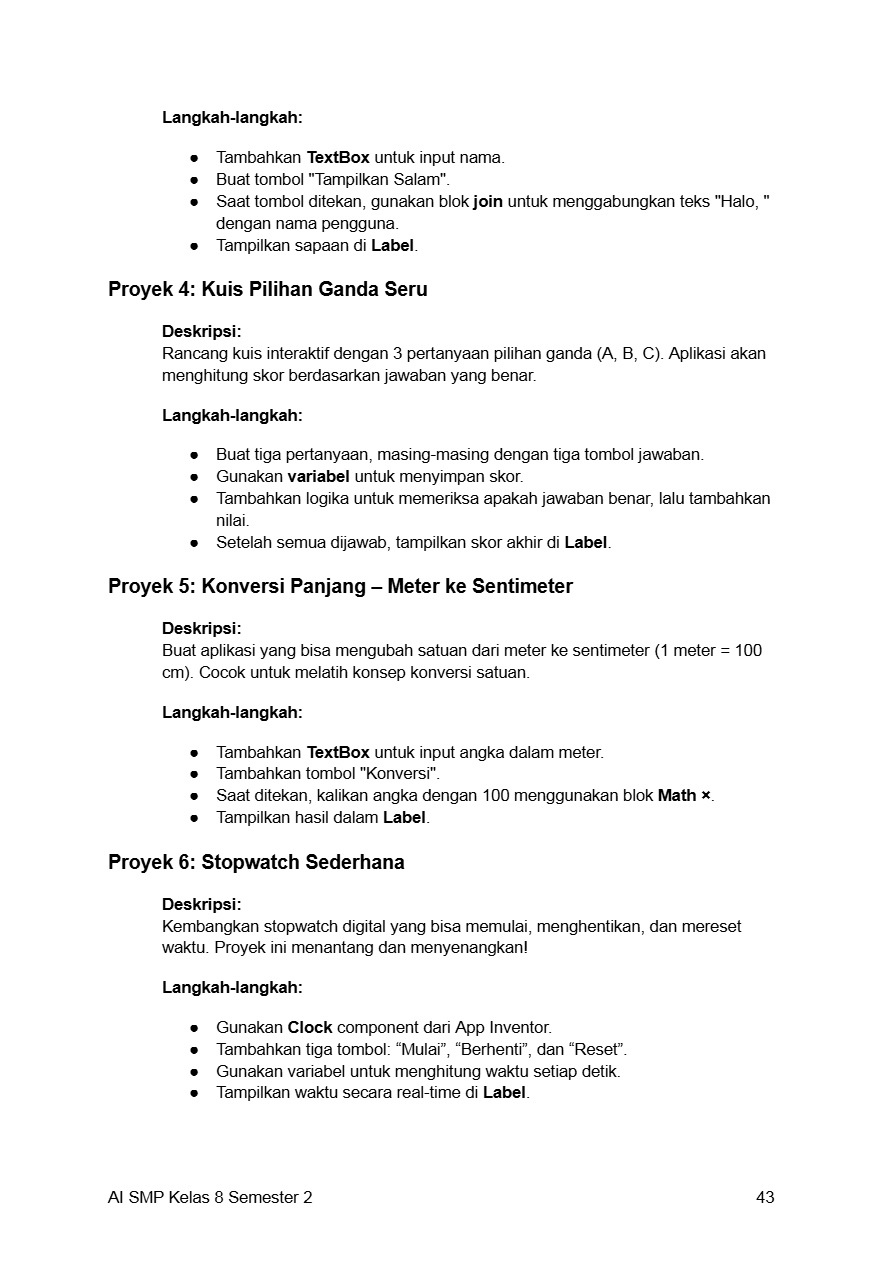 Langkah-langkah:
● Tambahkan TextBox untuk input nama.
● Buat tombol "Tampilkan Salam".
● Saat tombol ditekan, gunakan blok join untuk menggabungkan teks "Halo, "
dengan nama pengguna.
● Tampilkan sapaan di Label.
Proyek 4: Kuis Pilihan Ganda Seru
Deskripsi:
Rancang kuis interaktif dengan 3 pertanyaan pilihan ganda (A, B, C). Aplikasi akan
menghitung skor berdasarkan jawaban yang benar.
Langkah-langkah:
● Buat tiga pertanyaan, masing-masing dengan tiga tombol jawaban.
● Gunakan variabel untuk menyimpan skor.
● Tambahkan logika untuk memeriksa apakah jawaban benar, lalu tambahkan
nilai.
● Setelah semua dijawab, tampilkan skor akhir di Label.
Proyek 5: Konversi Panjang – Meter ke Sentimeter
Deskripsi:
Buat aplikasi yang bisa mengubah satuan dari meter ke sentimeter (1 meter = 100
cm). Cocok untuk melatih konsep konversi satuan.
Langkah-langkah:
● Tambahkan TextBox untuk input angka dalam meter.
● Tambahkan tombol "Konversi".
● Saat ditekan, kalikan angka dengan 100 menggunakan blok Math ×.
● Tampilkan hasil dalam Label.
Proyek 6: Stopwatch Sederhana
Deskripsi:
Kembangkan stopwatch digital yang bisa memulai, menghentikan, dan mereset
waktu. Proyek ini menantang dan menyenangkan!
Langkah-langkah:
● Gunakan Clock component dari App Inventor.
● Tambahkan tiga tombol: “Mulai”, “Berhenti”, dan “Reset”.
● Gunakan variabel untuk menghitung waktu setiap detik.
● Tampilkan waktu secara real-time di Label.
AI SMP Kelas 8 Semester 2 43